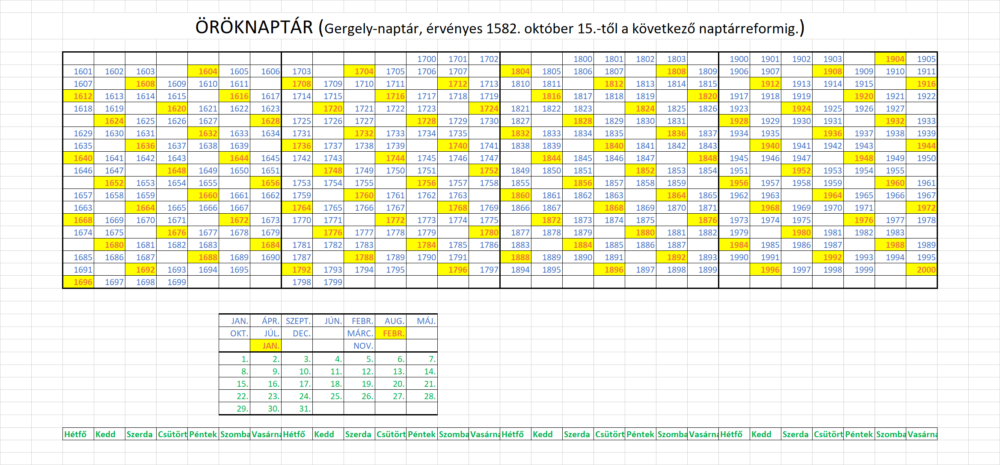 ÖRÖKNAPTÁR (Gergely-naptár, érvényes 1582. október 15.-től a következő naptárreformig.)
1700 1701 1702 1800 1801 1802 1803 1900 1901 1902 1903 1904 1905
1601 1602 1603 1604 1605 1606 1703 1704 1705 1706 1707 1804 1805 1806 1807 1808 1809 1906 1907 1908 1909 1910 1911
1607 1608 1609 1610 1611 1708 1709 1710 1711 1712 1713 1810 1811 1812 1813 1814 1815 1912 1913 1914 1915 1916
1612 1613 1614 1615 1616 1617 1714 1715 1716 1717 1718 1719 1816 1817 1818 1819 1820 1917 1918 1919 1920 1921 1922
1618 1619 1620 1621 1622 1623 1720 1721 1722 1723 1724 1821 1822 1823 1824 1825 1826 1923 1924 1925 1926 1927
1624 1625 1626 1627 1628 1725 1726 1727 1728 1729 1730 1827 1828 1829 1830 1831 1928 1929 1930 1931 1932 1933
1629 1630 1631 1632 1633 1634 1731 1732 1733 1734 1735 1832 1833 1834 1835 1836 1837 1934 1935 1936 1937 1938 1939
1635 1636 1637 1638 1639 1736 1737 1738 1739 1740 1741 1838 1839 1840 1841 1842 1843 1940 1941 1942 1943 1944
1640 1641 1642 1643 1644 1645 1742 1743 1744 1745 1746 1747 1844 1845 1846 1847 1848 1945 1946 1947 1948 1949 1950
1646 1647 1648 1649 1650 1651 1748 1749 1750 1751 1752 1849 1850 1851 1852 1853 1854 1951 1952 1953 1954 1955
1652 1653 1654 1655 1656 1753 1754 1755 1756 1757 1758 1855 1856 1857 1858 1859 1956 1957 1958 1959 1960 1961
1657 1658 1659 1660 1661 1662 1759 1760 1761 1762 1763 1860 1861 1862 1863 1864 1865 1962 1963 1964 1965 1966 1967
1663 1664 1665 1666 1667 1764 1765 1766 1767 1768 1769 1866 1867 1868 1869 1870 1871 1968 1969 1970 1971 1972
1668 1669 1670 1671 1672 1673 1770 1771 1772 1773 1774 1775 1872 1873 1874 1875 1876 1973 1974 1975 1976 1977 1978
1674 1675 1676 1677 1678 1679 1776 1777 1778 1779 1780 1877 1878 1879 1880 1881 1882 1979 1980 1981 1982 1983
1680 1681 1682 1683 1684 1781 1782 1783 1784 1785 1786 1883 1884 1885 1886 1887 1984 1985 1986 1987 1988 1989
1685 1686 1687 1688 1689 1690 1787 1788 1789 1790 1791 1888 1889 1890 1891 1892 1893 1990 1991 1992 1993 1994 1995
1691 1692 1693 1694 1695 1792 1793 1794 1795 1796 1797 1894 1895 1896 1897 1898 1899 1996 1997 1998 1999 2000
1696 1697 1698 1699 1798 1799
JAN. ÁPR. SZEPT. JÚN. FEBR. AUG. MÁJ.
OKT. JÚL. DEC. MÁRC. FEBR.
JAN. NOV.
1. 2. 3. 4. 5. 6. 7.
8. 9. 10. 11. 12. 13. 14.
15. 16. 17. 18. 19. 20. 21.
22. 23. 24. 25. 26. 27. 28.
29. 30. 31.
Hétfő Kedd Szerda Csütört Péntek Szomba Vasárna Hétfő Kedd Szerda Csütört Péntek Szomba Vasárna Hétfő Kedd Szerda Csütört Péntek Szomba Vasárna Hétfő Kedd Szerda Csütört Péntek Szomba Vasárna